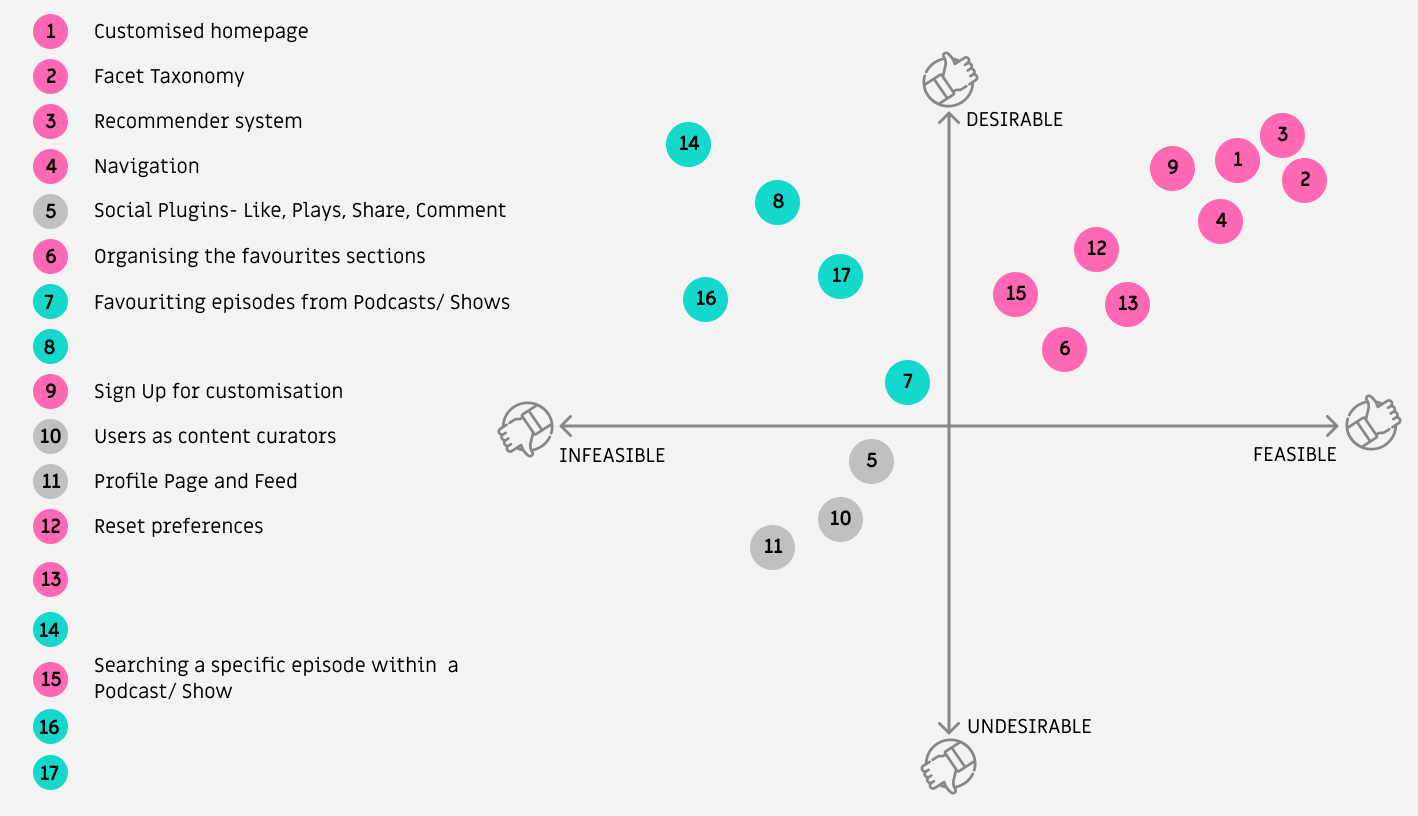 1 Customised homepage
2 Facet Taxonomy
3 Recommender system
4 Navigation
5 Social Plugins- Like, Plays, Share, Comment
6 Organising the favourites sections
7 Favouriting episodes from Podcasts/ Shows
8
9 Sign Up for customisation
10 Users as content curators
11 Profile Page and Feed
12 Reset preferences
13
14
15 Searching a specific episode within a
Podcast/ Show
16
17
DESIRABLE
3
14
9
1
2
8
4
12
17
15
16
13
6
7
INFEASIBLE
FEASIBLE
5
10
11
UNDESIRABLE